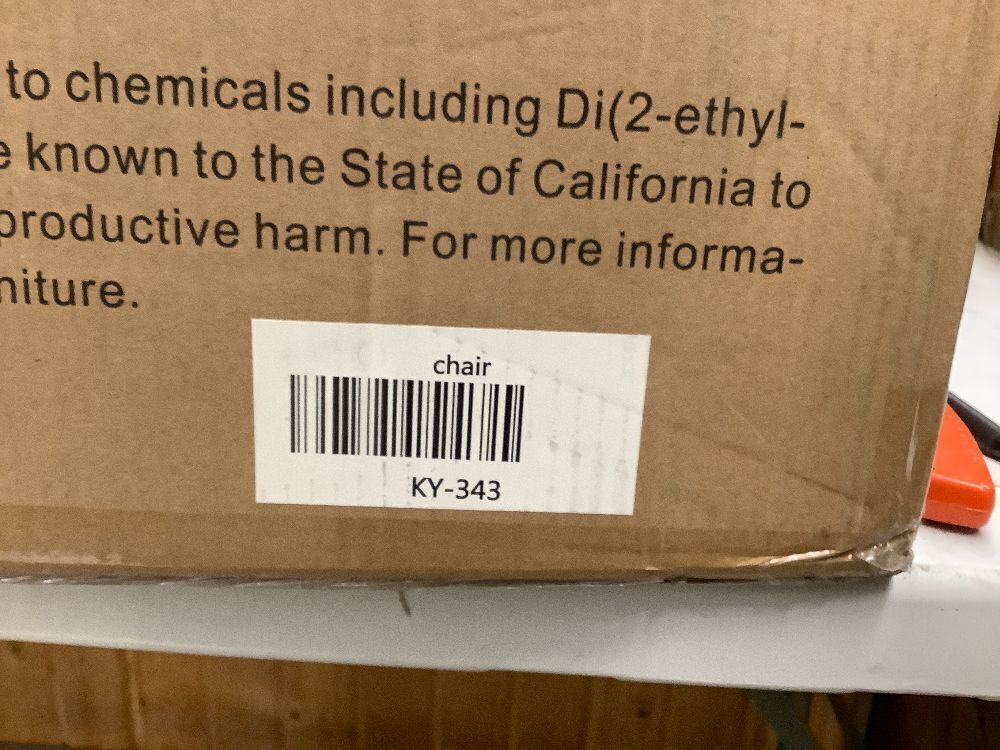 to chemicals including Di(2-ethyl-
known to the State of California to
productive harm. For more informa-
niture.
chair
KY-343